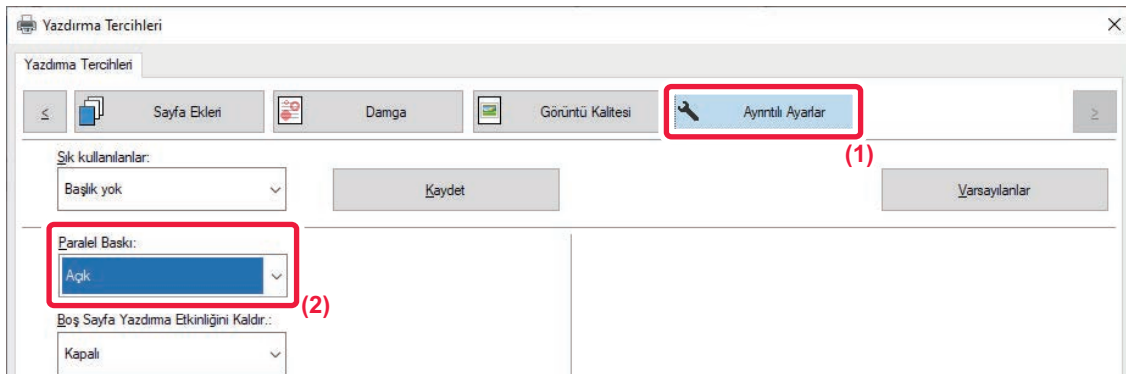 Yazdırma Tercihleri
Yazdırma Tercihleri
< Sayfa Ekleri Damga Görüntü Kalitesi Ayrıntılı Ayarlar >
(1)
Sık kullanılanlar:
Başlık yok Kaydet Varsayılanlar
Paralel Baskı:
Açık
(2)
Boş Sayfa Yazdırma Etkinliğini Kaldır.:
Kapalı